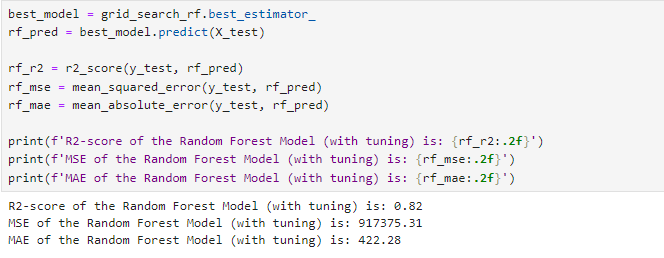 best_model = grid_search_rf.best_estimator_
rf_pred = best_model.predict(X_test)
rf_r2 = r2_score(y_test, rf_pred)
rf_mse = mean_squared_error(y_test, rf_pred)
rf_mae = mean_absolute_error(y_test, rf_pred)
print(f'R2-score of the Random Forest Model (with tuning) is: {rf_r2:.2f}')
print(f'MSE of the Random Forest Model (with tuning) is: {rf_mse:.2f}')
print(f'MAE of the Random Forest Model (with tuning) is: {rf_mae:.2f}')
R2-score of the Random Forest Model (with tuning) is: 0.82
MSE of the Random Forest Model (with tuning) is: 917375.31
MAE of the Random Forest Model (with tuning) is: 422.28